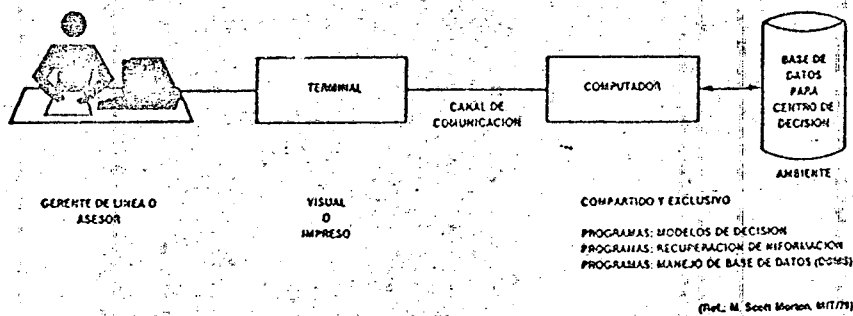 BASE DE
DATOS
PARA
CENTRO DE
DECISION
TERMINAL
CANAL DE
COMUNICACION
COMPUTADOR
AMBIENTE
GERENTE DE LINEA O
ASESOR
VISUAL
O
IMPRESO
COMPARTIDO Y EXCLUSIVO
PROGRAMAS: MODELOS DE DECISION
PROGRAMAS: RECUPERACION DE INFORMACION
PROGRAMAS: MANEJO DE BASE DE DATOS (DBMS)
(Ref.: M. Scott Morton, MIT/79)